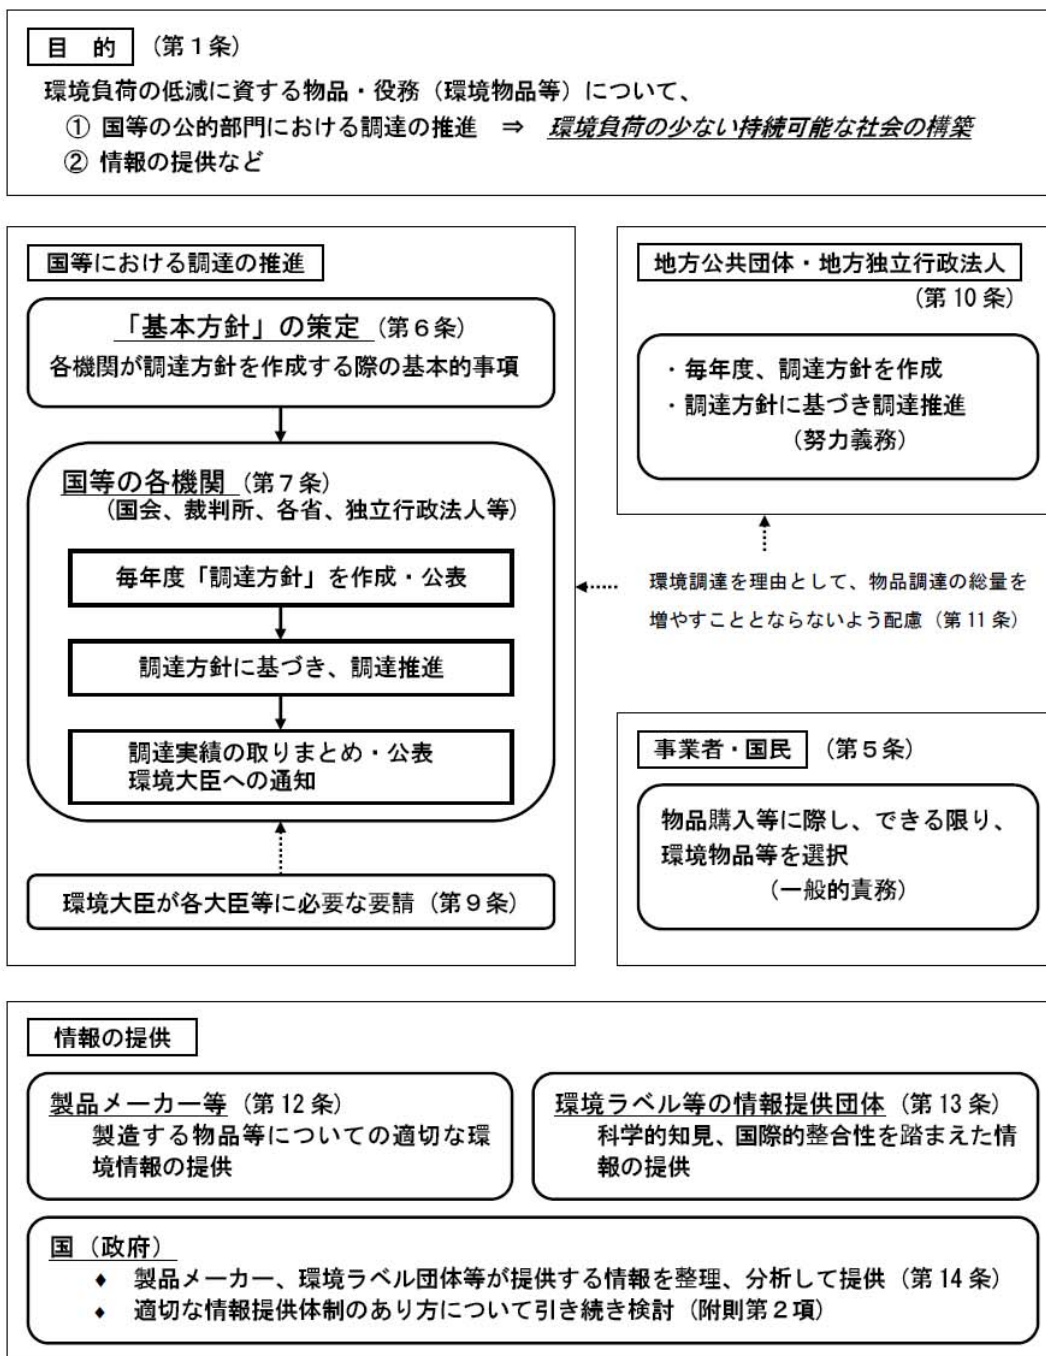 目　的　（第１条）
環境負荷の低減に資する物品・役務（環境物品等）について、
① 国等の公的部門における調達の推進　⇒　環境負荷の少ない持続可能な社会の構築
② 情報の提供など
国等における調達の推進
「基本方針」の策定（第６条）
各機関が調達方針を作成する際の基本的事項
国等の各機関（第７条）
（国会、裁判所、各省、独立行政法人等）
毎年度「調達方針」を作成・公表
調達方針に基づき、調達推進
調達実績の取りまとめ・公表
環境大臣への通知
環境大臣が各大臣等に必要な要請（第９条）
地方公共団体・地方独立行政法人
（第 10 条）
・毎年度、調達方針を作成
・調達方針に基づき調達推進
（努力義務）
環境調達を理由として、物品調達の総量を
増やすこととならないよう配慮（第 11 条）
事業者・国民　（第５条）
物品購入等に際し、できる限り、
環境物品等を選択
（一般的責務）
情報の提供
製品メーカー等（第 12 条）
製造する物品等についての適切な環
境情報の提供
環境ラベル等の情報提供団体（第 13 条）
科学的知見、国際的整合性を踏まえた情
報の提供
国（政府）
♦　製品メーカー、環境ラベル団体等が提供する情報を整理、分析して提供（第 14 条）
♦　適切な情報提供体制のあり方について引き続き検討（附則第２項）